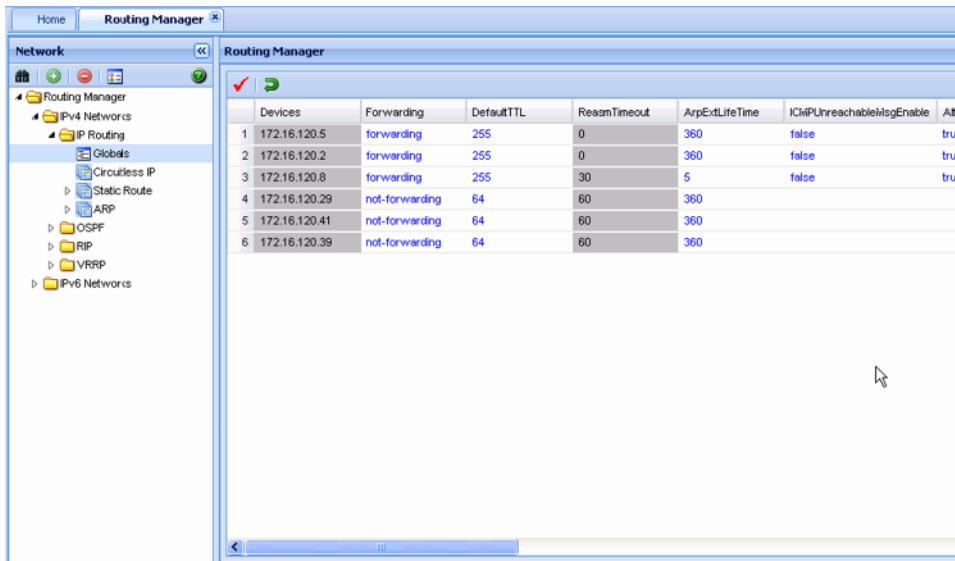 Home Routing Manager
Network
Routing Manager
Routing Manager
IPv4 Networks
IP Routing
Globals
Circuitless IP
Static Route
ARP
OSPF
RIP
VRRP
IPv6 Networks
Devices Forwarding DefaultTTL ReasmTimeout ArpExtLifeTime ICMPUnreachableMsgEnable Alt
1 172.16.120.5 forwarding 255 0 360 false tru
2 172.16.120.2 forwarding 255 0 360 false tru
3 172.16.120.8 forwarding 255 30 5 false tru
4 172.16.120.29 not-forwarding 64 60 360
5 172.16.120.41 not-forwarding 64 60 360
6 172.16.120.39 not-forwarding 64 60 360